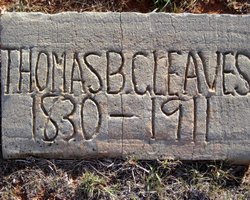 THOMAS B. CLEAVES
1830 – 1911